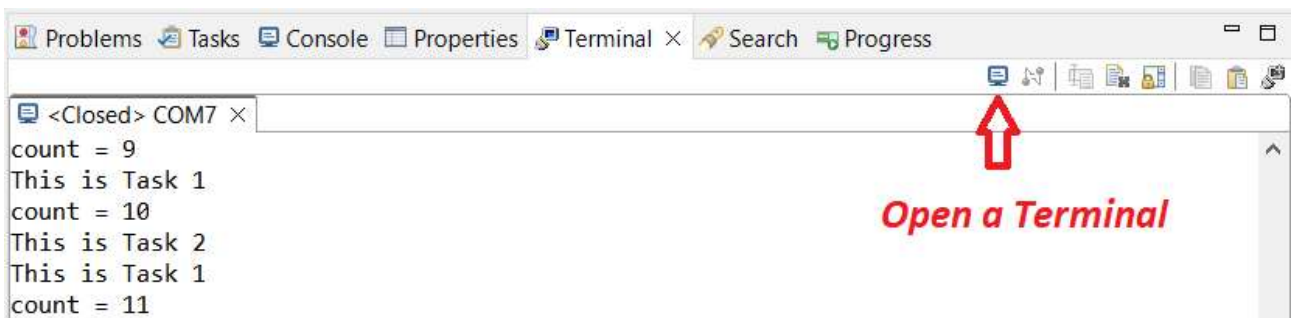 Problems Tasks Console Properties Terminal Search Progress
<Closed> COM7
count = 9
This is Task 1
count = 10
Open a Terminal
This is Task 2
This is Task 1
count = 11